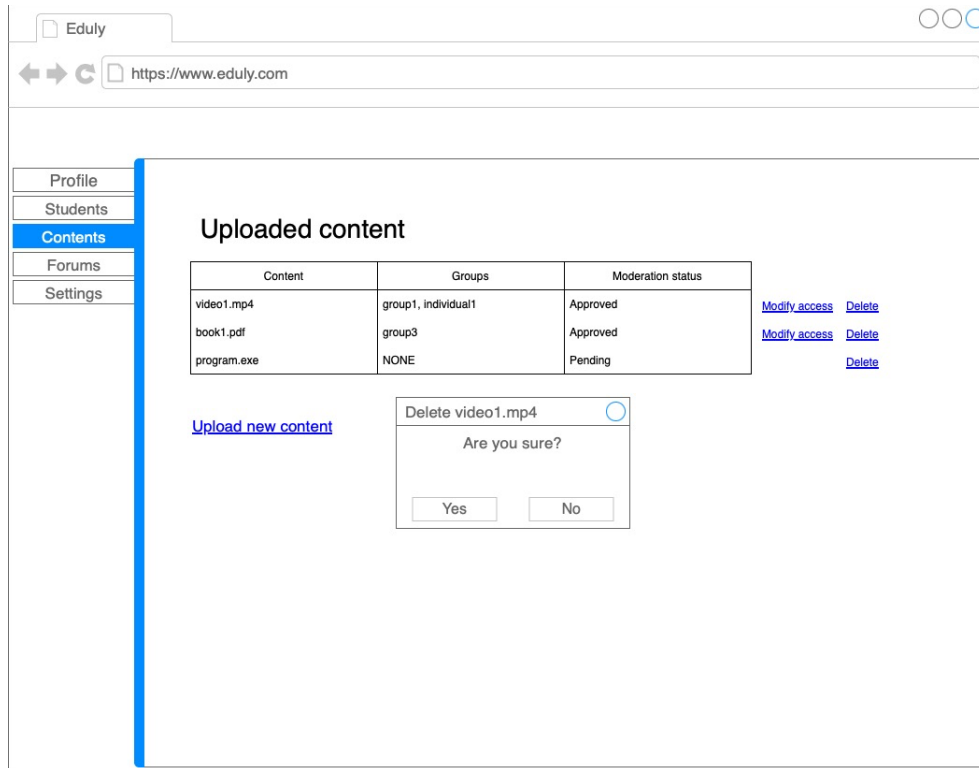 Eduly
https://www.eduly.com
Profile
Students
Contents
Forums
Settings
Uploaded content
Content Groups Moderation status
video1.mp4 group1, individual1 Approved Modify access Delete
book1.pdf group3 Approved Modify access Delete
program.exe NONE Pending Delete
Upload new content
Delete video1.mp4
Are you sure?
Yes No